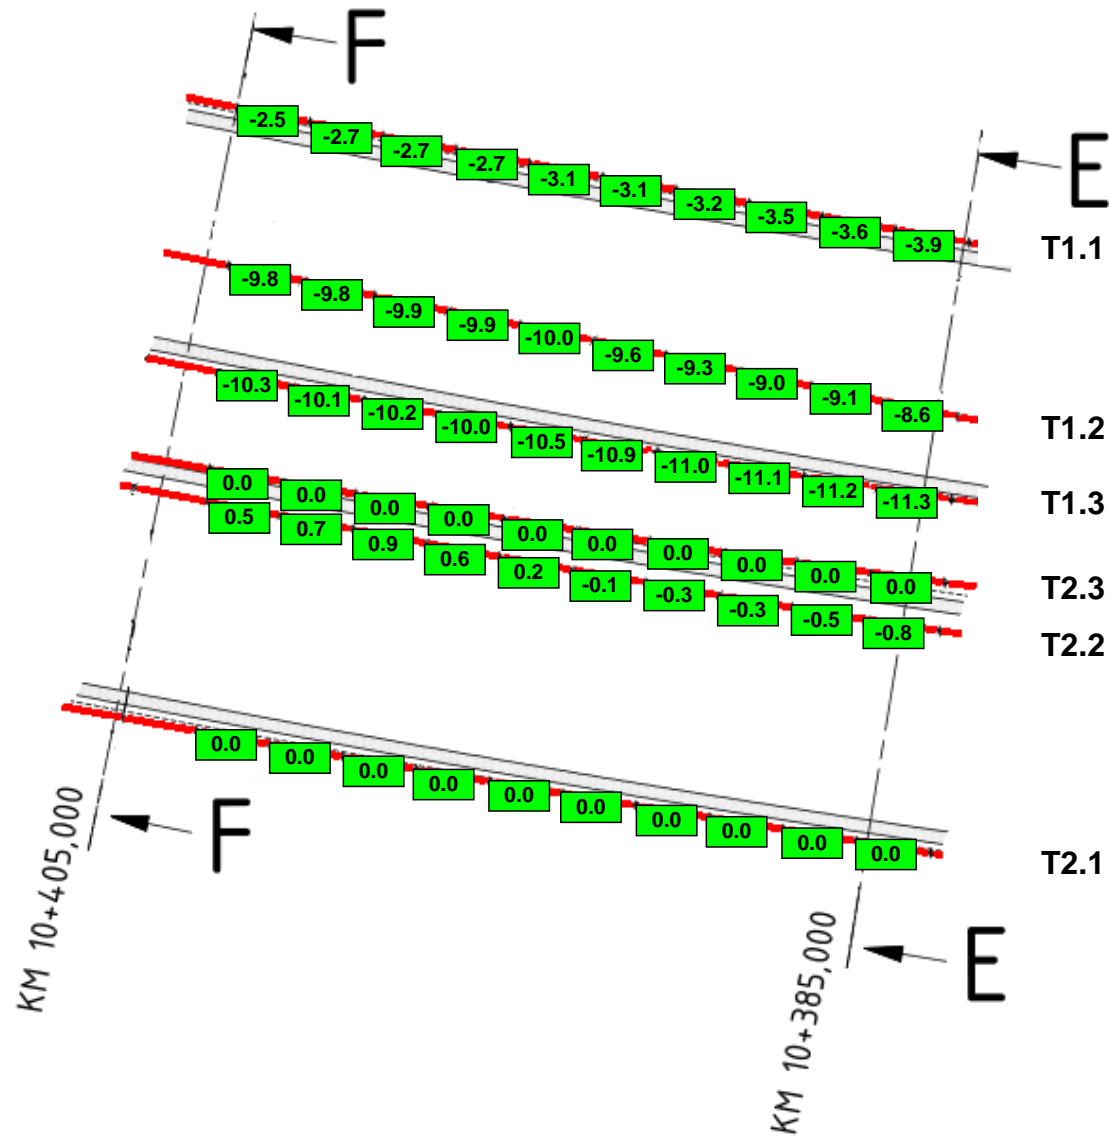 F
E
-2.5 -2.7 -2.7 -2.7 -3.1 -3.1 -3.2 -3.5 -3.6 -3.9 T1.1
-9.8 -9.8 -9.9 -9.9 -10.0 -9.6 -9.3 -9.0 -9.1 -8.6 T1.2
-10.3 -10.1 -10.2 -10.0 -10.5 -10.9 -11.0 -11.1 -11.2 -11.3 T1.3
0.0 0.0 0.0 0.0 0.0 0.0 0.0 0.0 0.0 0.0 T2.3
0.5 0.7 0.9 0.6 0.2 -0.1 -0.3 -0.3 -0.5 -0.8 T2.2
0.0 0.0 0.0 0.0 0.0 0.0 0.0 0.0 0.0 0.0 T2.1
F
KM 10+405,000
E
KM 10+385,000